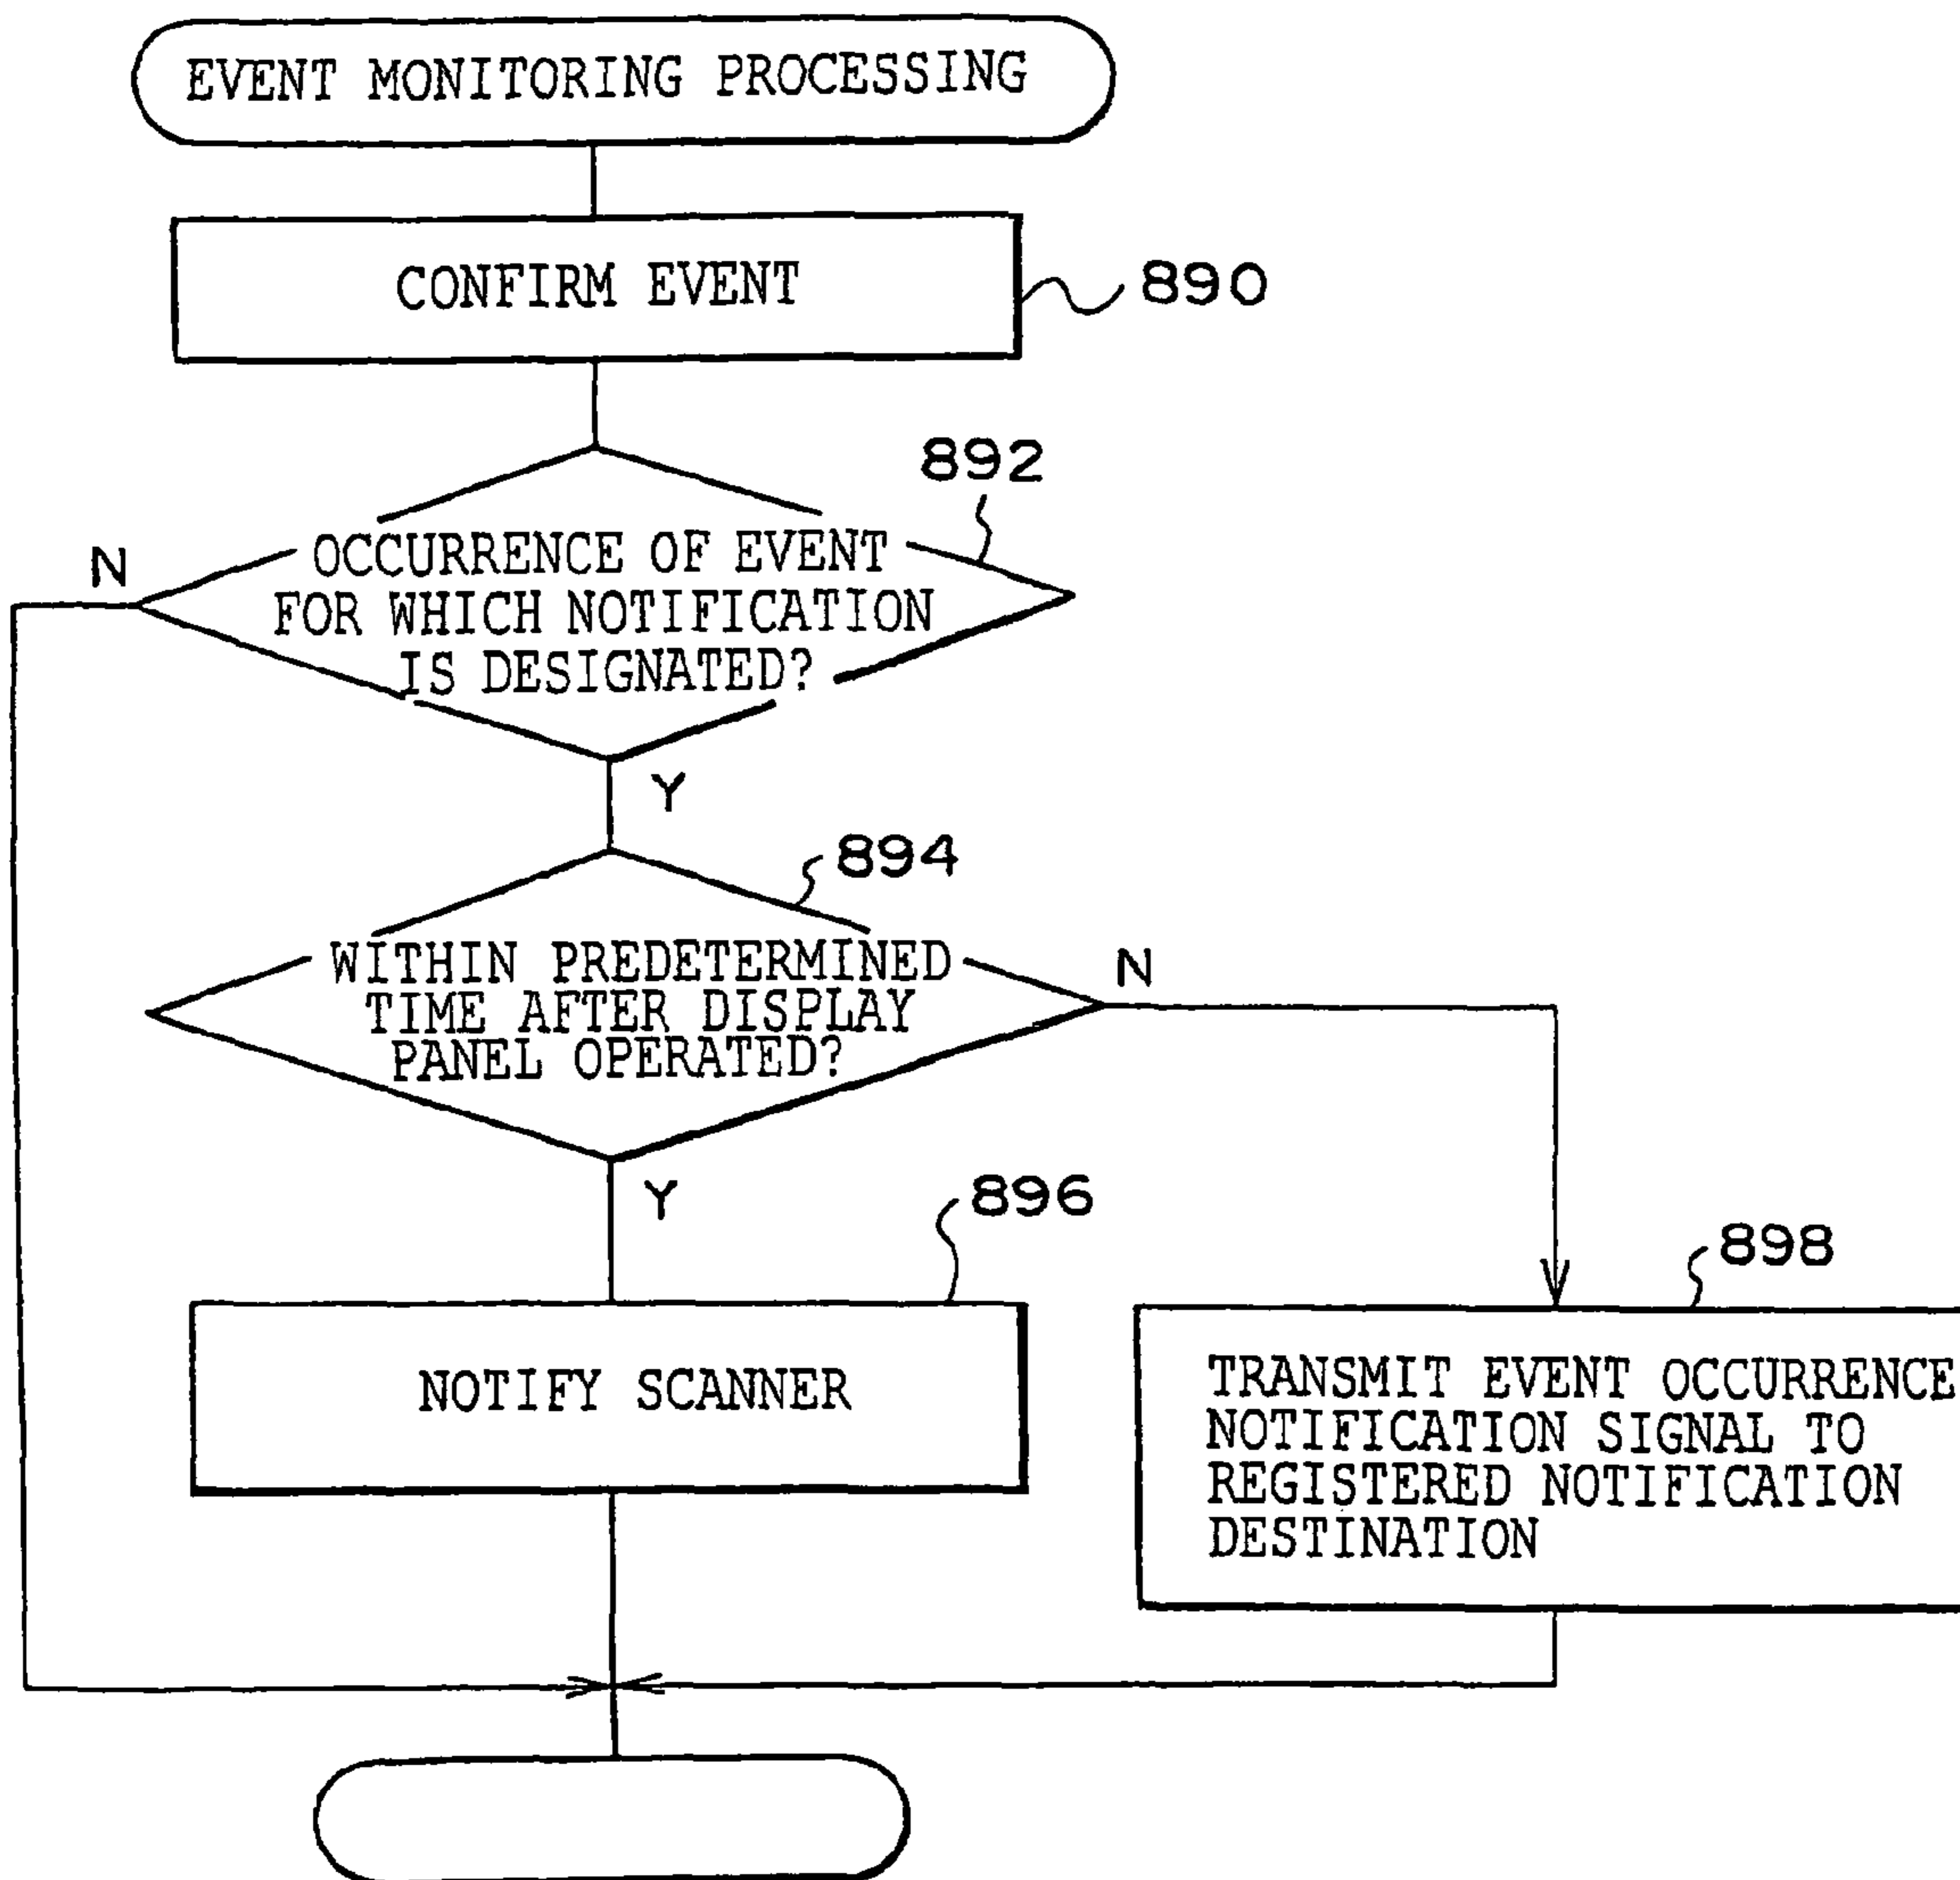 EVENT MONITORING PROCESSING
CONFIRM EVENT
890
892
N
OCCURRENCE OF EVENT
FOR WHICH NOTIFICATION
IS DESIGNATED?
Y
894
WITHIN PREDETERMINED
TIME AFTER DISPLAY
PANEL OPERATED?
N
Y
896
NOTIFY SCANNER
898
TRANSMIT EVENT OCCURRENCE
NOTIFICATION SIGNAL TO
REGISTERED NOTIFICATION
DESTINATION